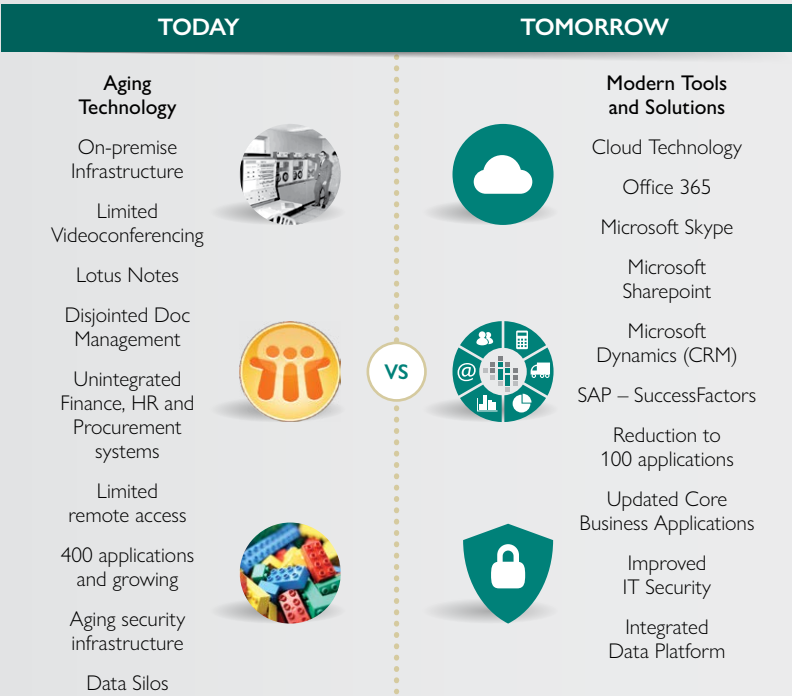 TODAY
TOMORROW
Aging
Technology
On-premise
Infrastructure
Limited
Videoconferencing
Lotus Notes
Disjointed Doc
Management
Unintegrated
Finance, HR and
Procurement
systems
Limited
remote access
400 applications
and growing
Aging security
infrastructure
Data Silos
VS
@
Modern Tools
and Solutions
Cloud Technology
Office 365
Microsoft Skype
Microsoft
Sharepoint
Microsoft
Dynamics (CRM)
SAP – SuccessFactors
Reduction to
100 applications
Updated Core
Business Applications
Improved
IT Security
Integrated
Data Platform